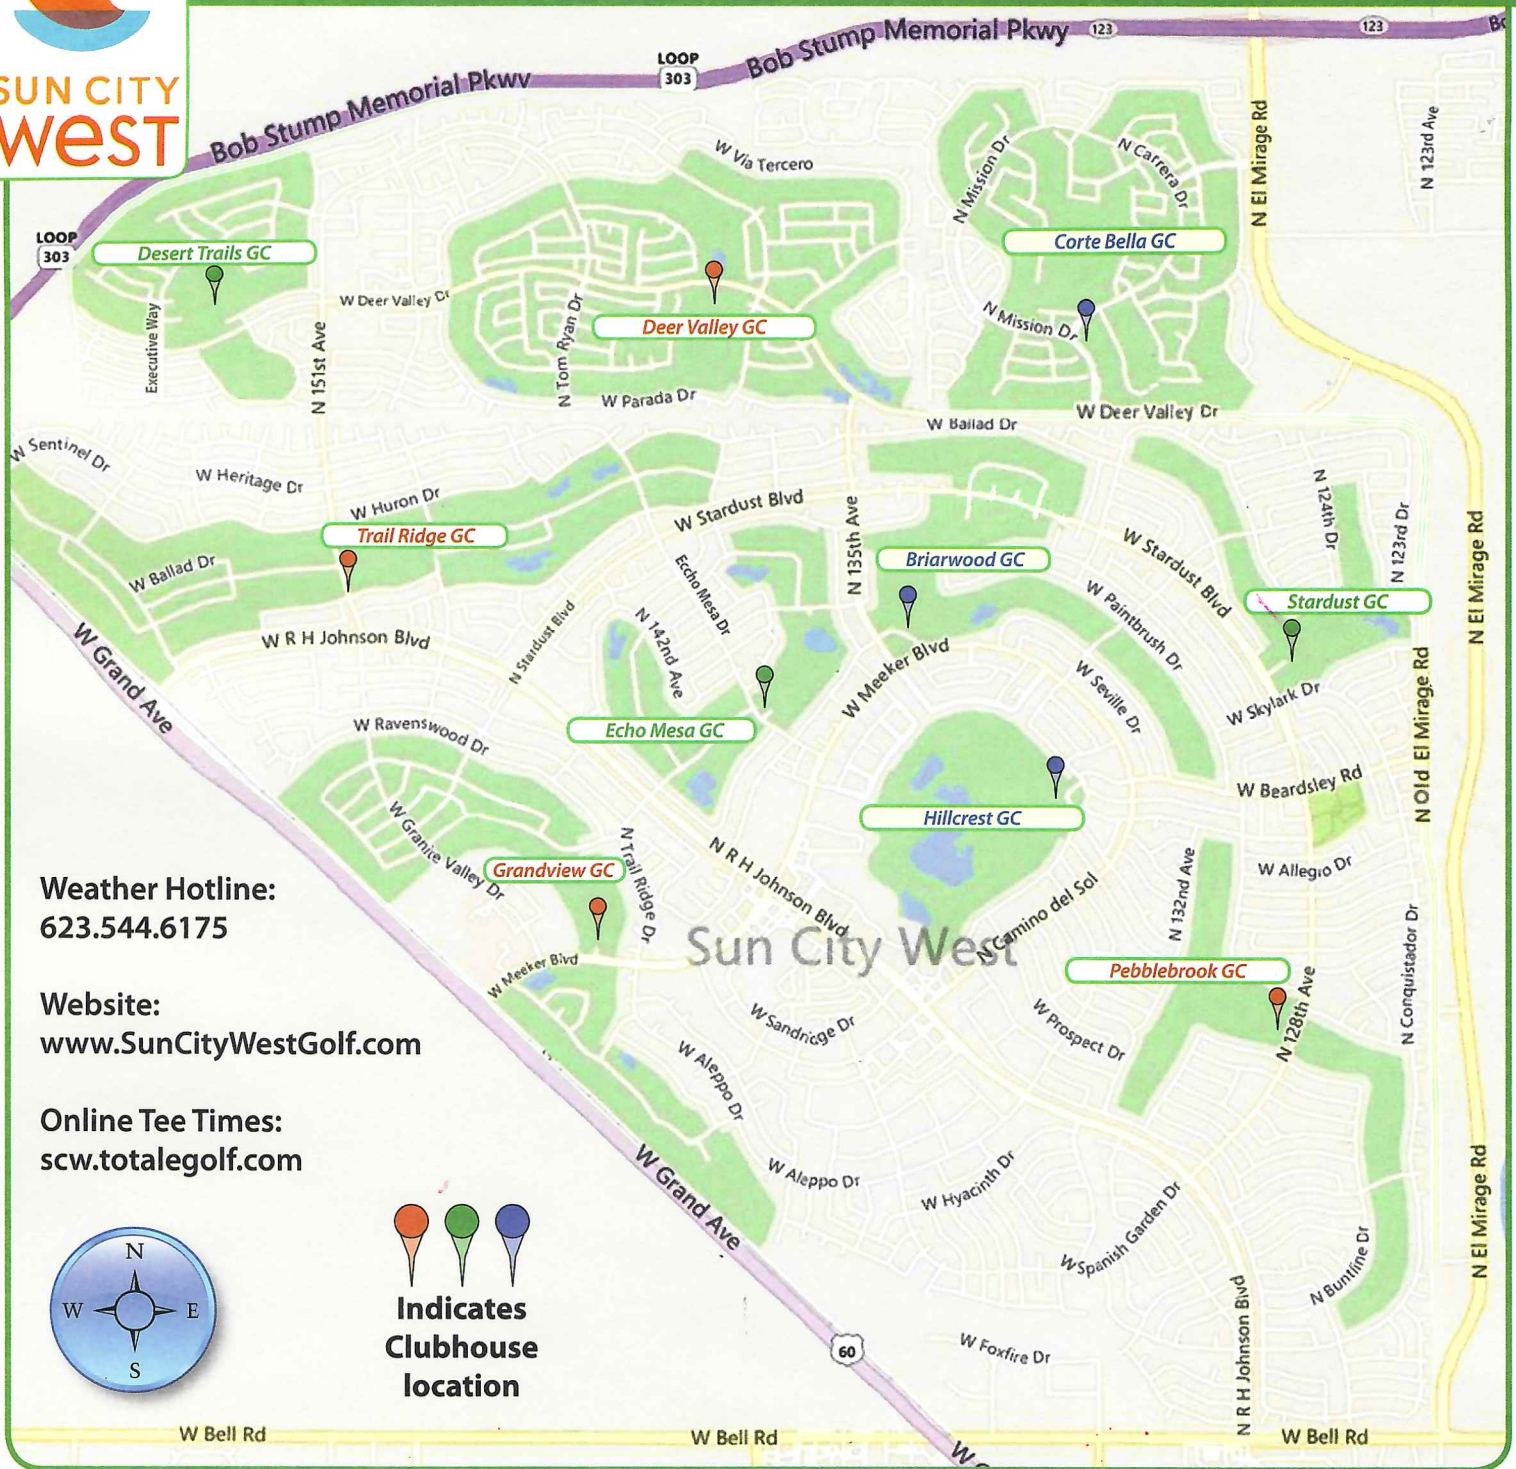 SUN CITY
West
Bob Stump Memorial Pkwy
LOOP
303
Bob Stump Memorial Pkwy
123
123
LOOP
303
N El Mirage Rd
N 123rd Ave
W Via Tercero
N Mission Dr
N Carrera Dr
Desert Trails GC
Corte Bella GC
W Deer Valley Dr
Executive Way
N 151st Ave
N Tom Ryan Dr
Deer Valley GC
N Mission Dr
W Parada Dr
W Deer Valley Dr
W Ballad Dr
W Sentinel Dr
W Heritage Dr
W Huron Dr
W Stardust Blvd
N 135th Ave
N 124th Dr
N 123rd Dr
Trail Ridge GC
W Ballad Dr
Eccho Mesa Dr
Briarwood GC
W Stardust Blvd
N El Mirage Rd
W Paintbrush Dr
Stardust GC
W R H Johnson Blvd
N Stardust Blvd
N 142nd Ave
W Meeker Blvd
W Seville Dr
W Skylark Dr
W Grand Ave
W Ravenswood Dr
Echo Mesa GC
N Old El Mirage Rd
W Beardsley Rd
Hillcrest GC
W Granite Valley Dr
Grandview GC
N Trail Ridge Dr
N R H Johnson Blvd
W Allegro Dr
N 132nd Ave
N Camino del Sol
Sun City West
N Conquistador Dr
Weather Hotline:
623.544.6175
W Meeker Blvd
Pebblebrook GC
N 128th Ave
Website:
www.SunCityWestGolf.com
W Sandridge Dr
W Prospect Dr
W Aleppo Dr
Online Tee Times:
scw.totalegolf.com
W Grand Ave
W Aleppo Dr
W Hyacinth Dr
W Spanish Garden Dr
N El Mirage Rd
N Buntline Dr
N
W
E
S
Indicates
Clubhouse
location
60
W Foxfire Dr
N R H Johnson Blvd
W Bell Rd
W Bell Rd
W Bell Rd